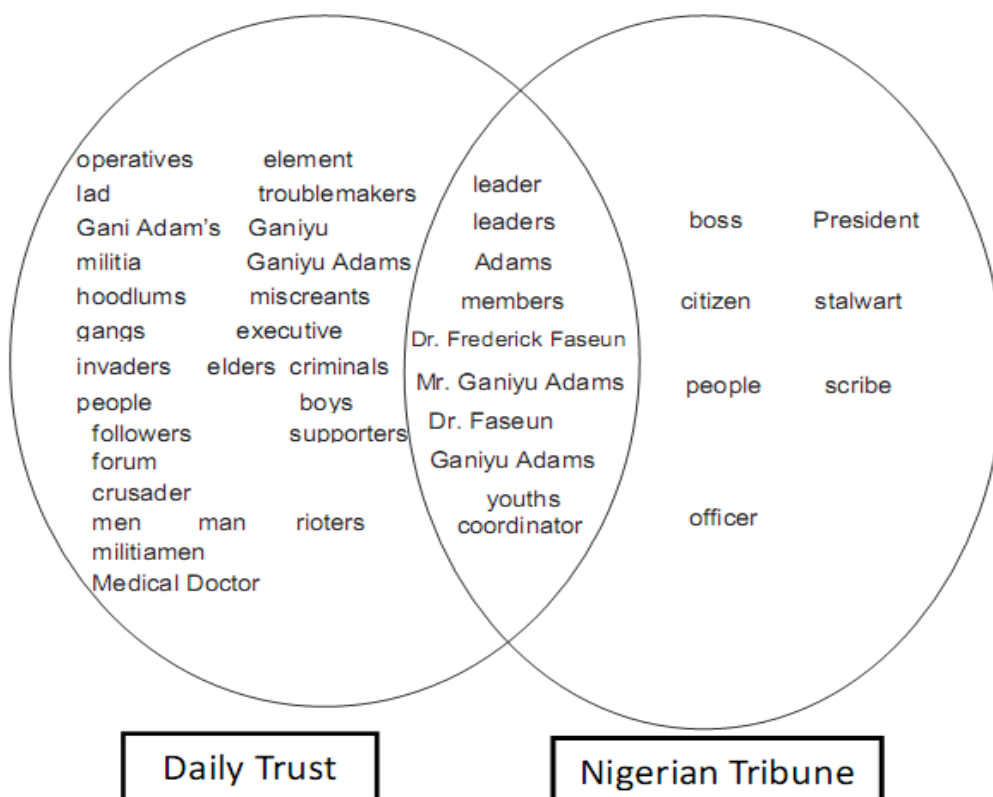 operatives element
lad troublemakers
Gani Adam's Ganiyu
militia Ganiyu Adams
hoodlums miscreants
gangs executive
invaders elders criminals
people boys
followers supporters
forum
crusader
men man rioters
militiamen
Medical Doctor
leader
leaders
Adams
members
Dr. Frederick Faseun
Mr. Ganiyu Adams
Dr. Faseun
Ganiyu Adams
youths
coordinator
boss President
citizen stalwart
people scribe
officer
Daily Trust
Nigerian Tribune